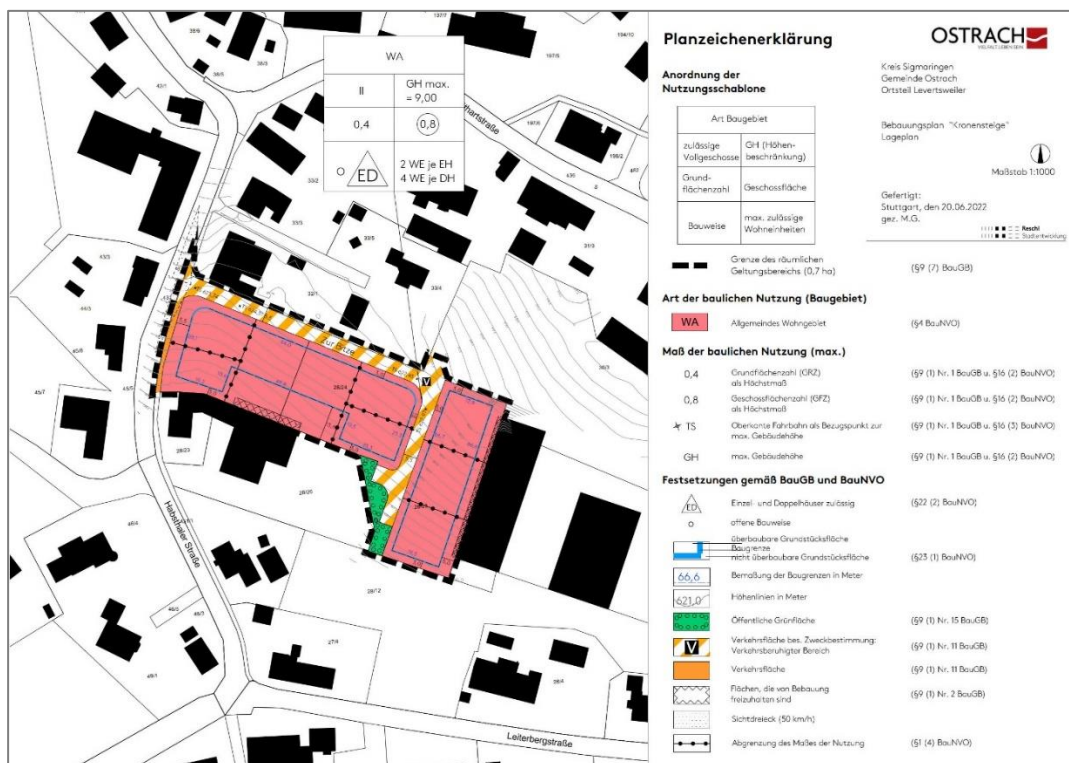 WA
II
GH max.
= 9,00
0,4
0,8
O
ED
2 WE je EH
4 WE je DH
Zur Bitze
V
Habsthaler Straße
Leiterbergstraße
Planzeichenerklärung
OSTRACH
Anordnung der
Nutzungsschablone
Art Baugebiet
zulässige
Vollgeschosse
GH (Höhen-
beschränkung)
Grund-
flächenzahl
Geschossfläche
Bauweise
max. zulässige
Wohneinheiten
Kreis Sigmaringen
Gemeinde Ostrach
Ortsteil Levertsweiler
Bebauungsplan "Kronensteige"
Lageplan
Maßstab 1:1000
Gefertigt:
Stuttgart, den 20.06.2022
gez. M.G.
Reschl
Stadtentwicklung
Grenze des räumlichen
Geltungsbereichs (0,7 ha)
(§9 (7) BauGB)
Art der baulichen Nutzung (Baugebiet)
WA
Allgemeines Wohngebiet
(§4 BauNVO)
Maß der baulichen Nutzung (max.)
0,4
Grundflächenzahl (GRZ)
als Höchstmaß
(§9 (1) Nr. 1 BauGB u. §16 (2) BauNVO)
0,8
Geschossflächenzahl (GFZ)
als Höchstmaß
(§9 (1) Nr. 1 BauGB u. §16 (2) BauNVO)
TS
Oberkante Fahrbahn als Bezugspunkt zur
max. Gebäudehöhe
(§9 (1) Nr. 1 BauGB u. §16 (3) BauNVO)
GH
max. Gebäudehöhe
(§9 (1) Nr. 1 BauGB u. §16 (2) BauNVO)
Festsetzungen gemäß BauGB und BauNVO
ED
Einzel- und Doppelhäuser zulässig
(§22 (2) BauNVO)
o
offene Bauweise
überbaubare Grundstücksfläche
Baugrenze
nicht überbaubare Grundstücksfläche
(§23 (1) BauNVO)
66,6
Bemaßung der Baugrenzen in Meter
621,0
Höhenlinien in Meter
Öffentliche Grünfläche
(§9 (1) Nr. 15 BauGB)
V
Verkehrsfläche bes. Zweckbestimmung:
Verkehrsberuhigter Bereich
(§9 (1) Nr. 11 BauGB)
Verkehrsfläche
(§9 (1) Nr. 11 BauGB)
Flächen, die von Bebauung
freizuhalten sind
(§9 (1) Nr. 2 BauGB)
Sichtdreieck (50 km/h)
Abgrenzung des Maßes der Nutzung
(§1 (4) BauNVO)